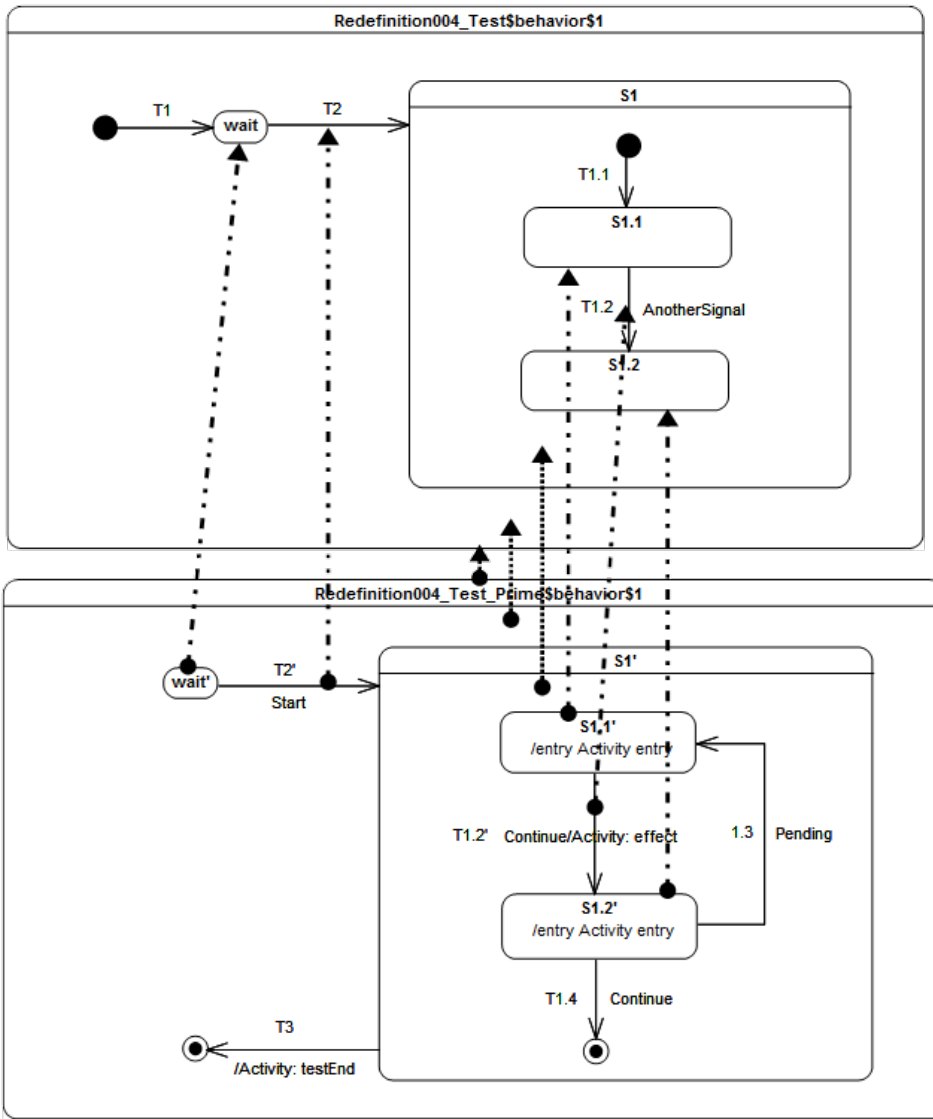 Redefinition004_Test$behavior$1
S1
T1
T2
wait
T1.1
S1.1
T1.2
AnotherSignal
S1.2
Redefinition004_Test_Prime$behavior$1
S1'
T2'
wait'
Start
S1.1'
/entry Activity entry
T1.2'
Continue/Activity: effect
1.3
Pending
S1.2'
/entry Activity entry
T1.4
Continue
T3
/Activity: testEnd